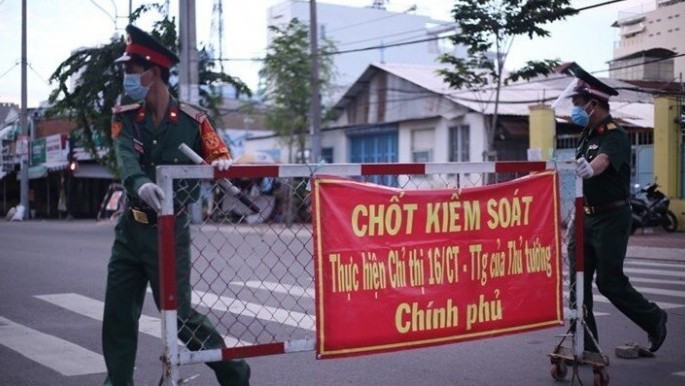 CHỐT KIỂM SOÁT
Thực hiện Chỉ thị 16/CT - TTg của Thủ tướng
Chính phủ